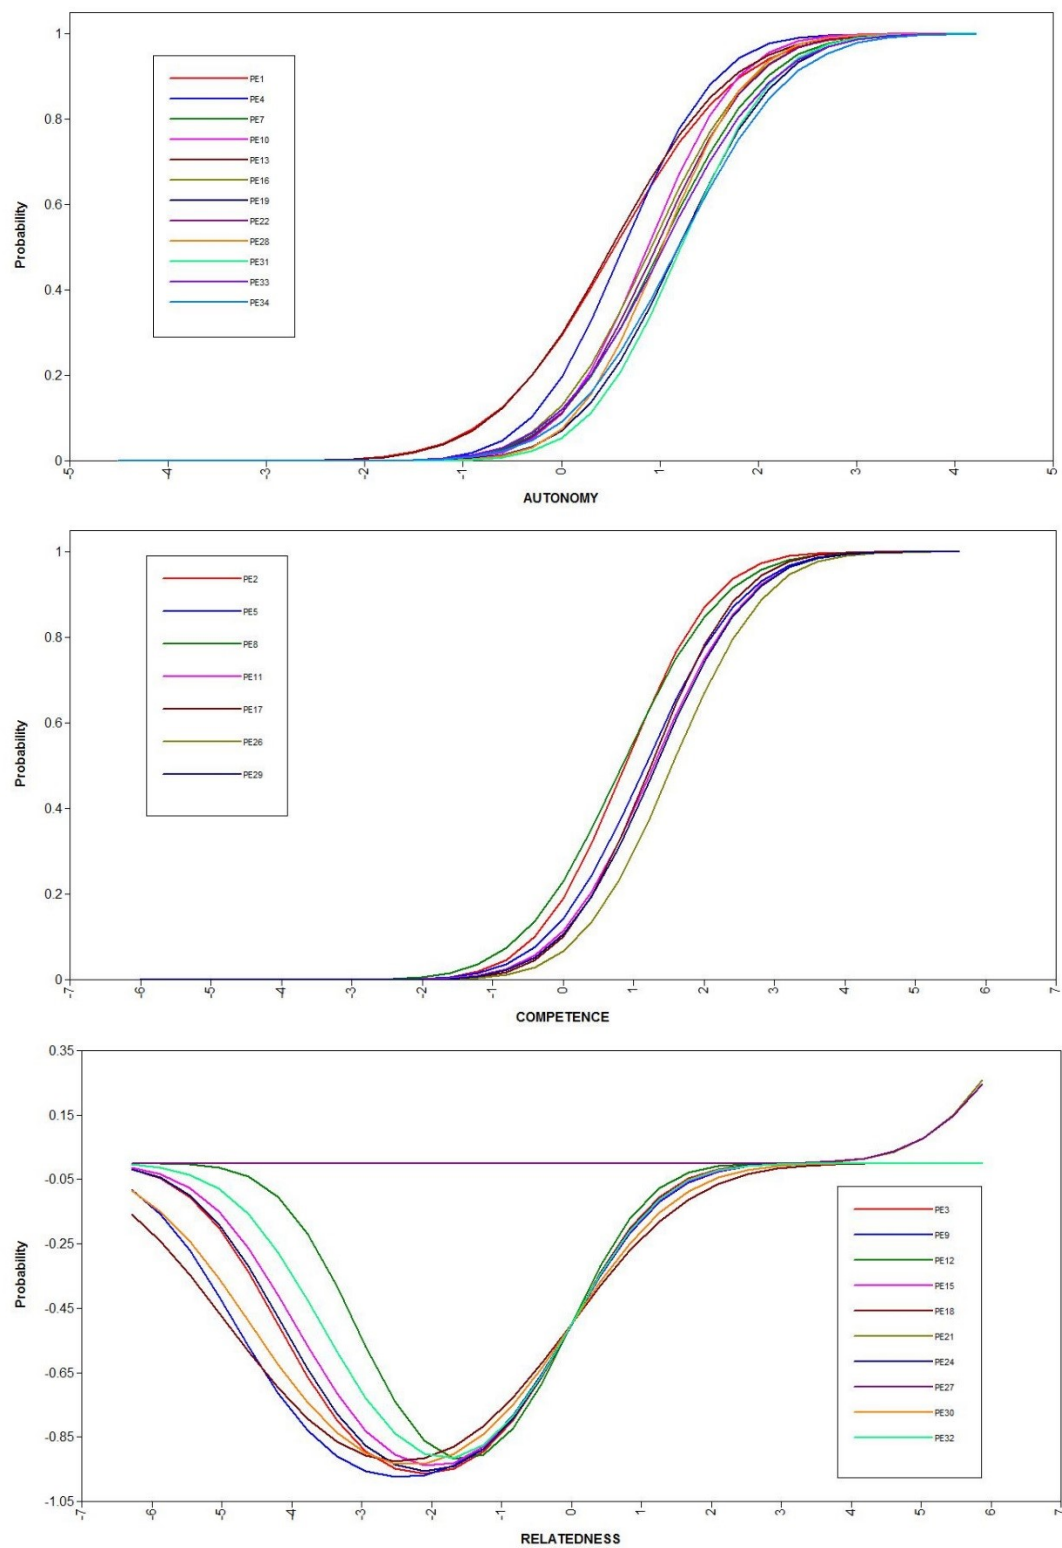 1
0.8
0.6
0.4
0.2
0
Probability
PE1
PE4
PE7
PE10
PE13
PE16
PE19
PE22
PE28
PE31
PE33
PE34
-5 -4 -3 -2 -1 0 1 2 3 4 5
AUTONOMY
1
0.8
0.6
0.4
0.2
0
Probability
PE2
PE5
PE8
PE11
PE17
PE26
PE29
-7 -6 -5 -4 -3 -2 -1 0 1 2 3 4 5 6 7
COMPETENCE
0.35
0.15
-0.05
-0.25
-0.45
-0.65
-0.85
-1.05
Probability
PE3
PE9
PE12
PE15
PE18
PE21
PE24
PE27
PE30
PE32
-7 -6 -5 -4 -3 -2 -1 0 1 2 3 4 5 6 7
RELATEDNESS